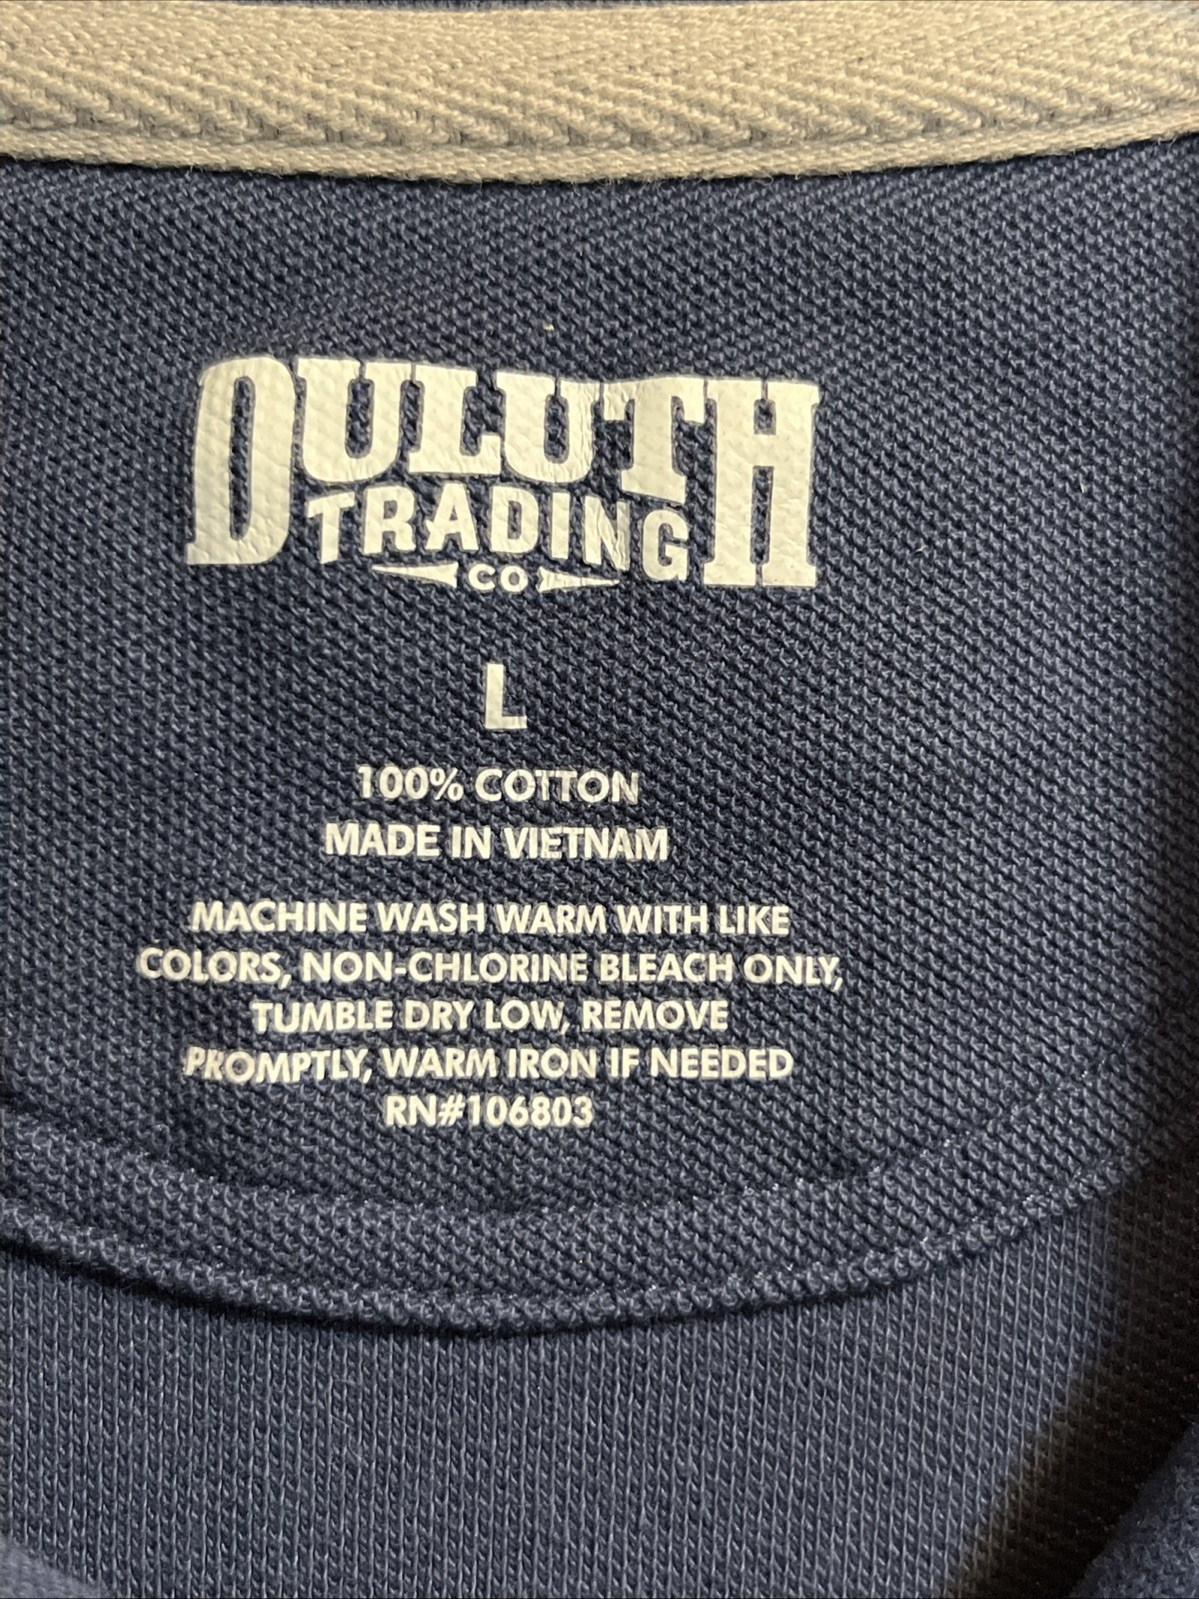 DULUTH
TRADING
CO
L
100% COTTON
MADE IN VIETNAM
MACHINE WASH WARM WITH LIKE
COLORS, NON-CHLORINE BLEACH ONLY,
TUMBLE DRY LOW, REMOVE
PROMPTLY, WARM IRON IF NEEDED
RN#106803